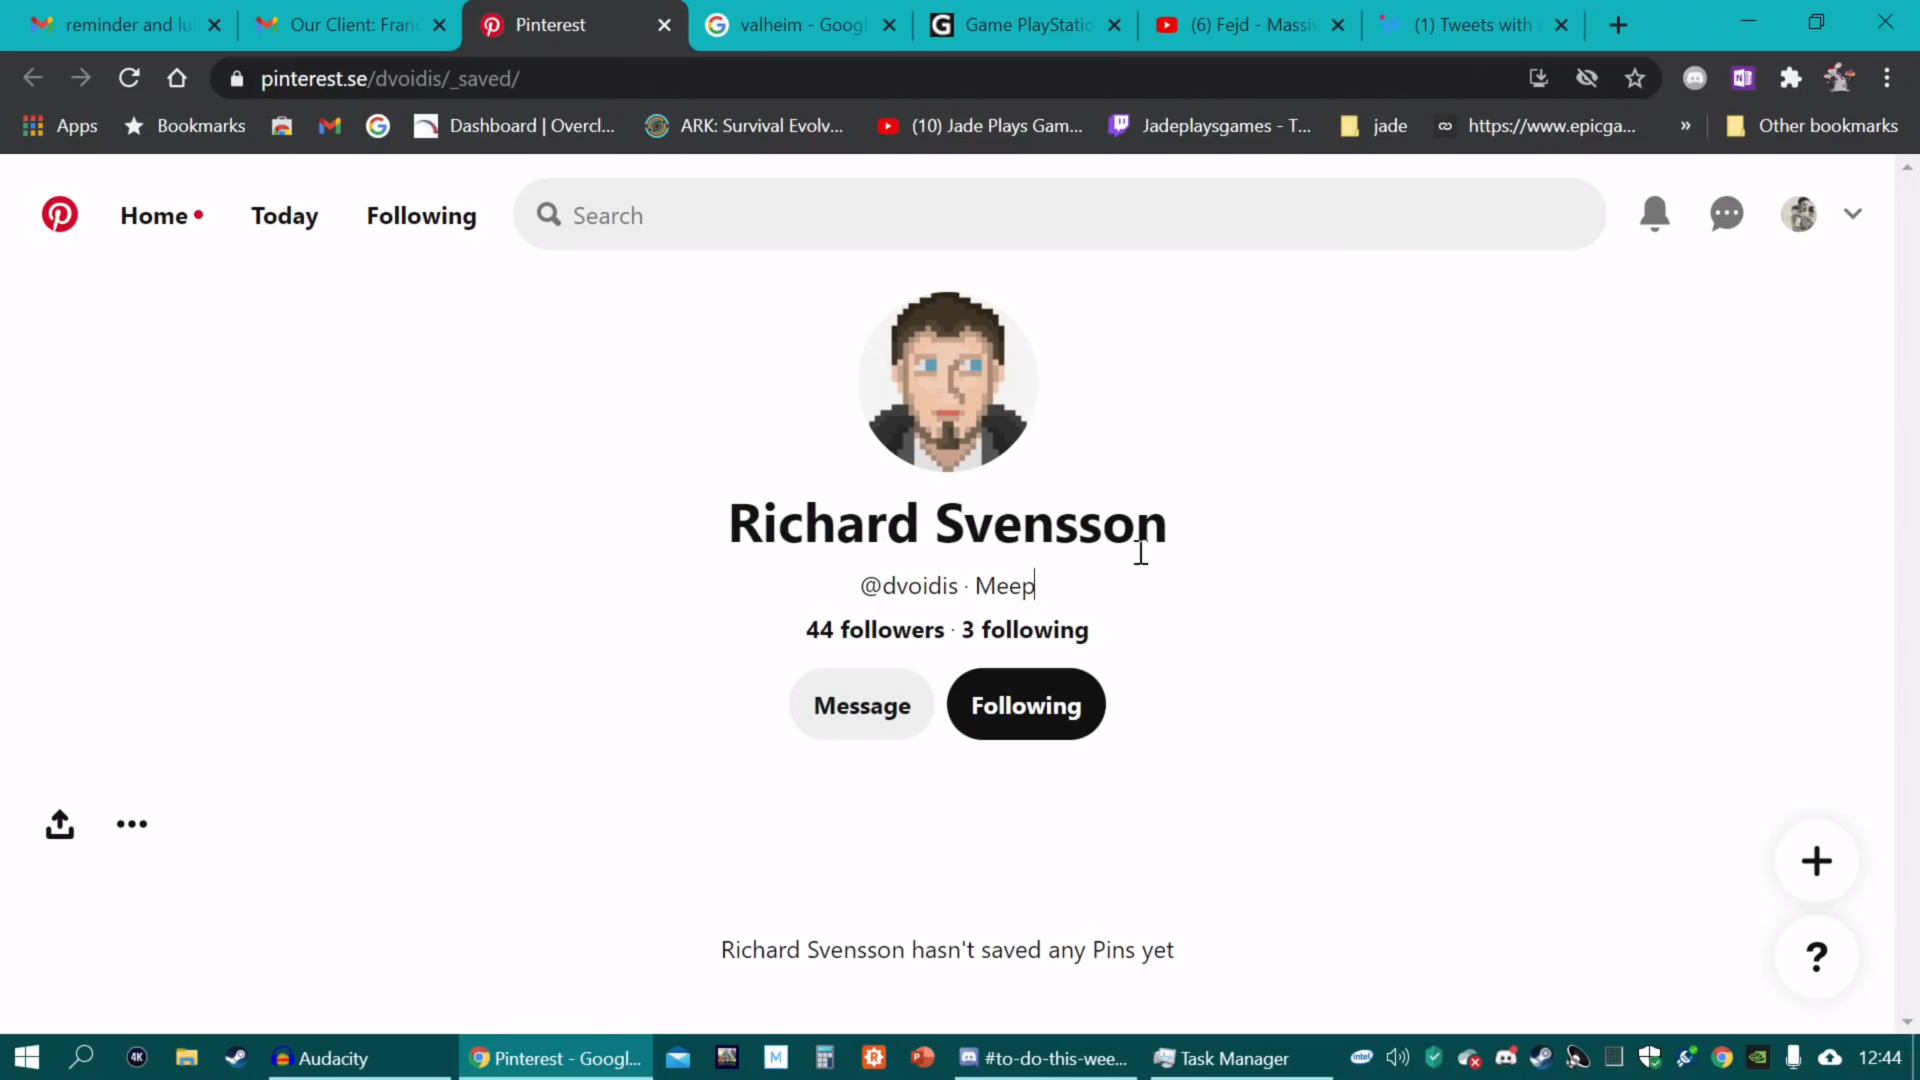 reminder and lu
Our Client: Fran
Pinterest
valheim - Googl
Game PlayStatio
(6) Fejd - Massiv
(1) Tweets with
pinterest.se/dvoidis/_saved/
Apps
Bookmarks
Dashboard | Overcl...
ARK: Survival Evolv...
(10) Jade Plays Gam...
Jadeplaysgames - T...
jade
https://www.epicga...
»
Other bookmarks
Home
Today
Following
Search
Richard Svensson
@dvoidis · Meep
44 followers · 3 following
Message
Following
Richard Svensson hasn't saved any Pins yet
+
?
4K
Audacity
Pinterest - Googl...
M
#to-do-this-wee...
Task Manager
intel
12:44